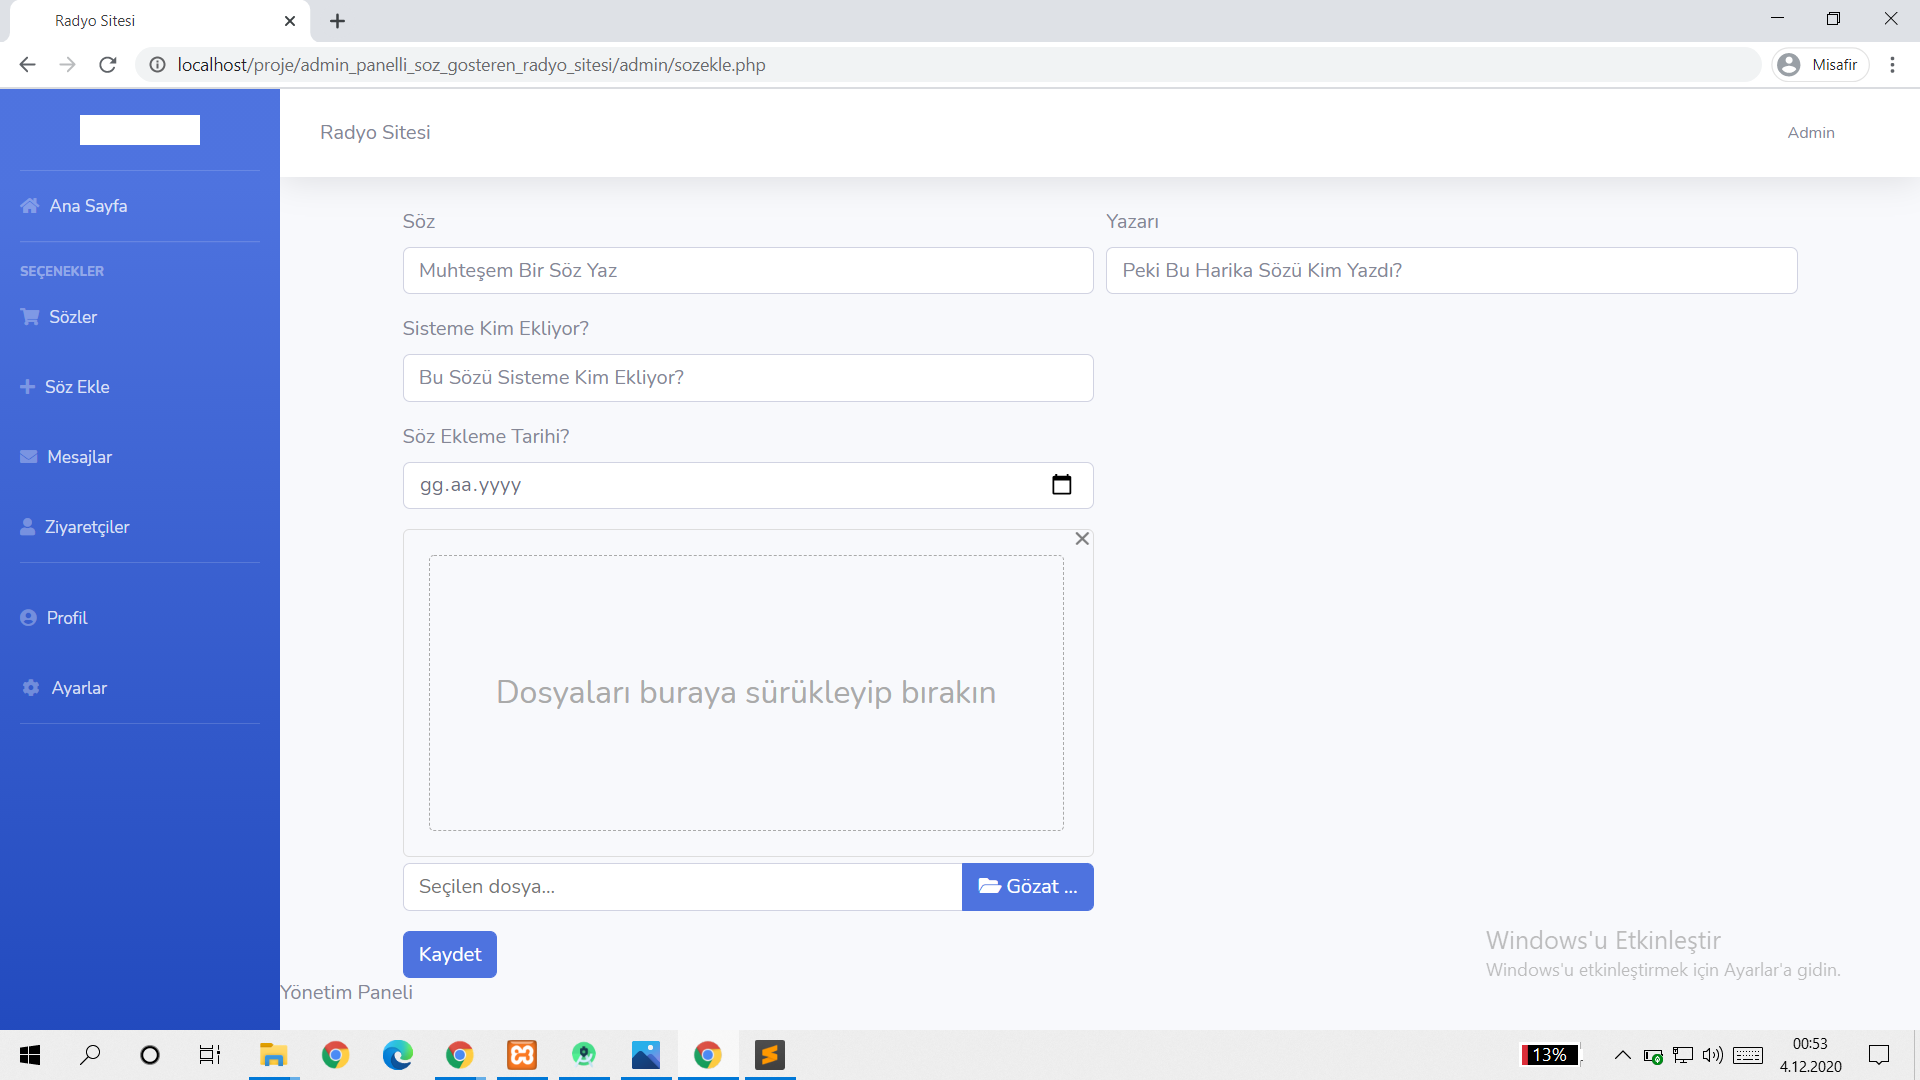 Radyo Sitesi
localhost/proje/admin_panelli_soz_gosteren_radyo_sitesi/admin/sozekle.php
Misafir
Radyo Sitesi
Admin
Ana Sayfa
SEÇENEKLER
Sözler
Söz Ekle
Mesajlar
Ziyaretçiler
Profil
Ayarlar
Söz
Yazarı
Muhteşem Bir Söz Yaz
Peki Bu Harika Sözü Kim Yazdı?
Sisteme Kim Ekliyor?
Bu Sözü Sisteme Kim Ekliyor?
Söz Ekleme Tarihi?
gg.aa.yyyy
Dosyaları buraya sürükleyip bırakın
Seçilen dosya...
Gözat ...
Kaydet
Yönetim Paneli
Windows'u Etkinleştir
Windows'u etkinleştirmek için Ayarlar'a gidin.
13%
00:53
4.12.2020